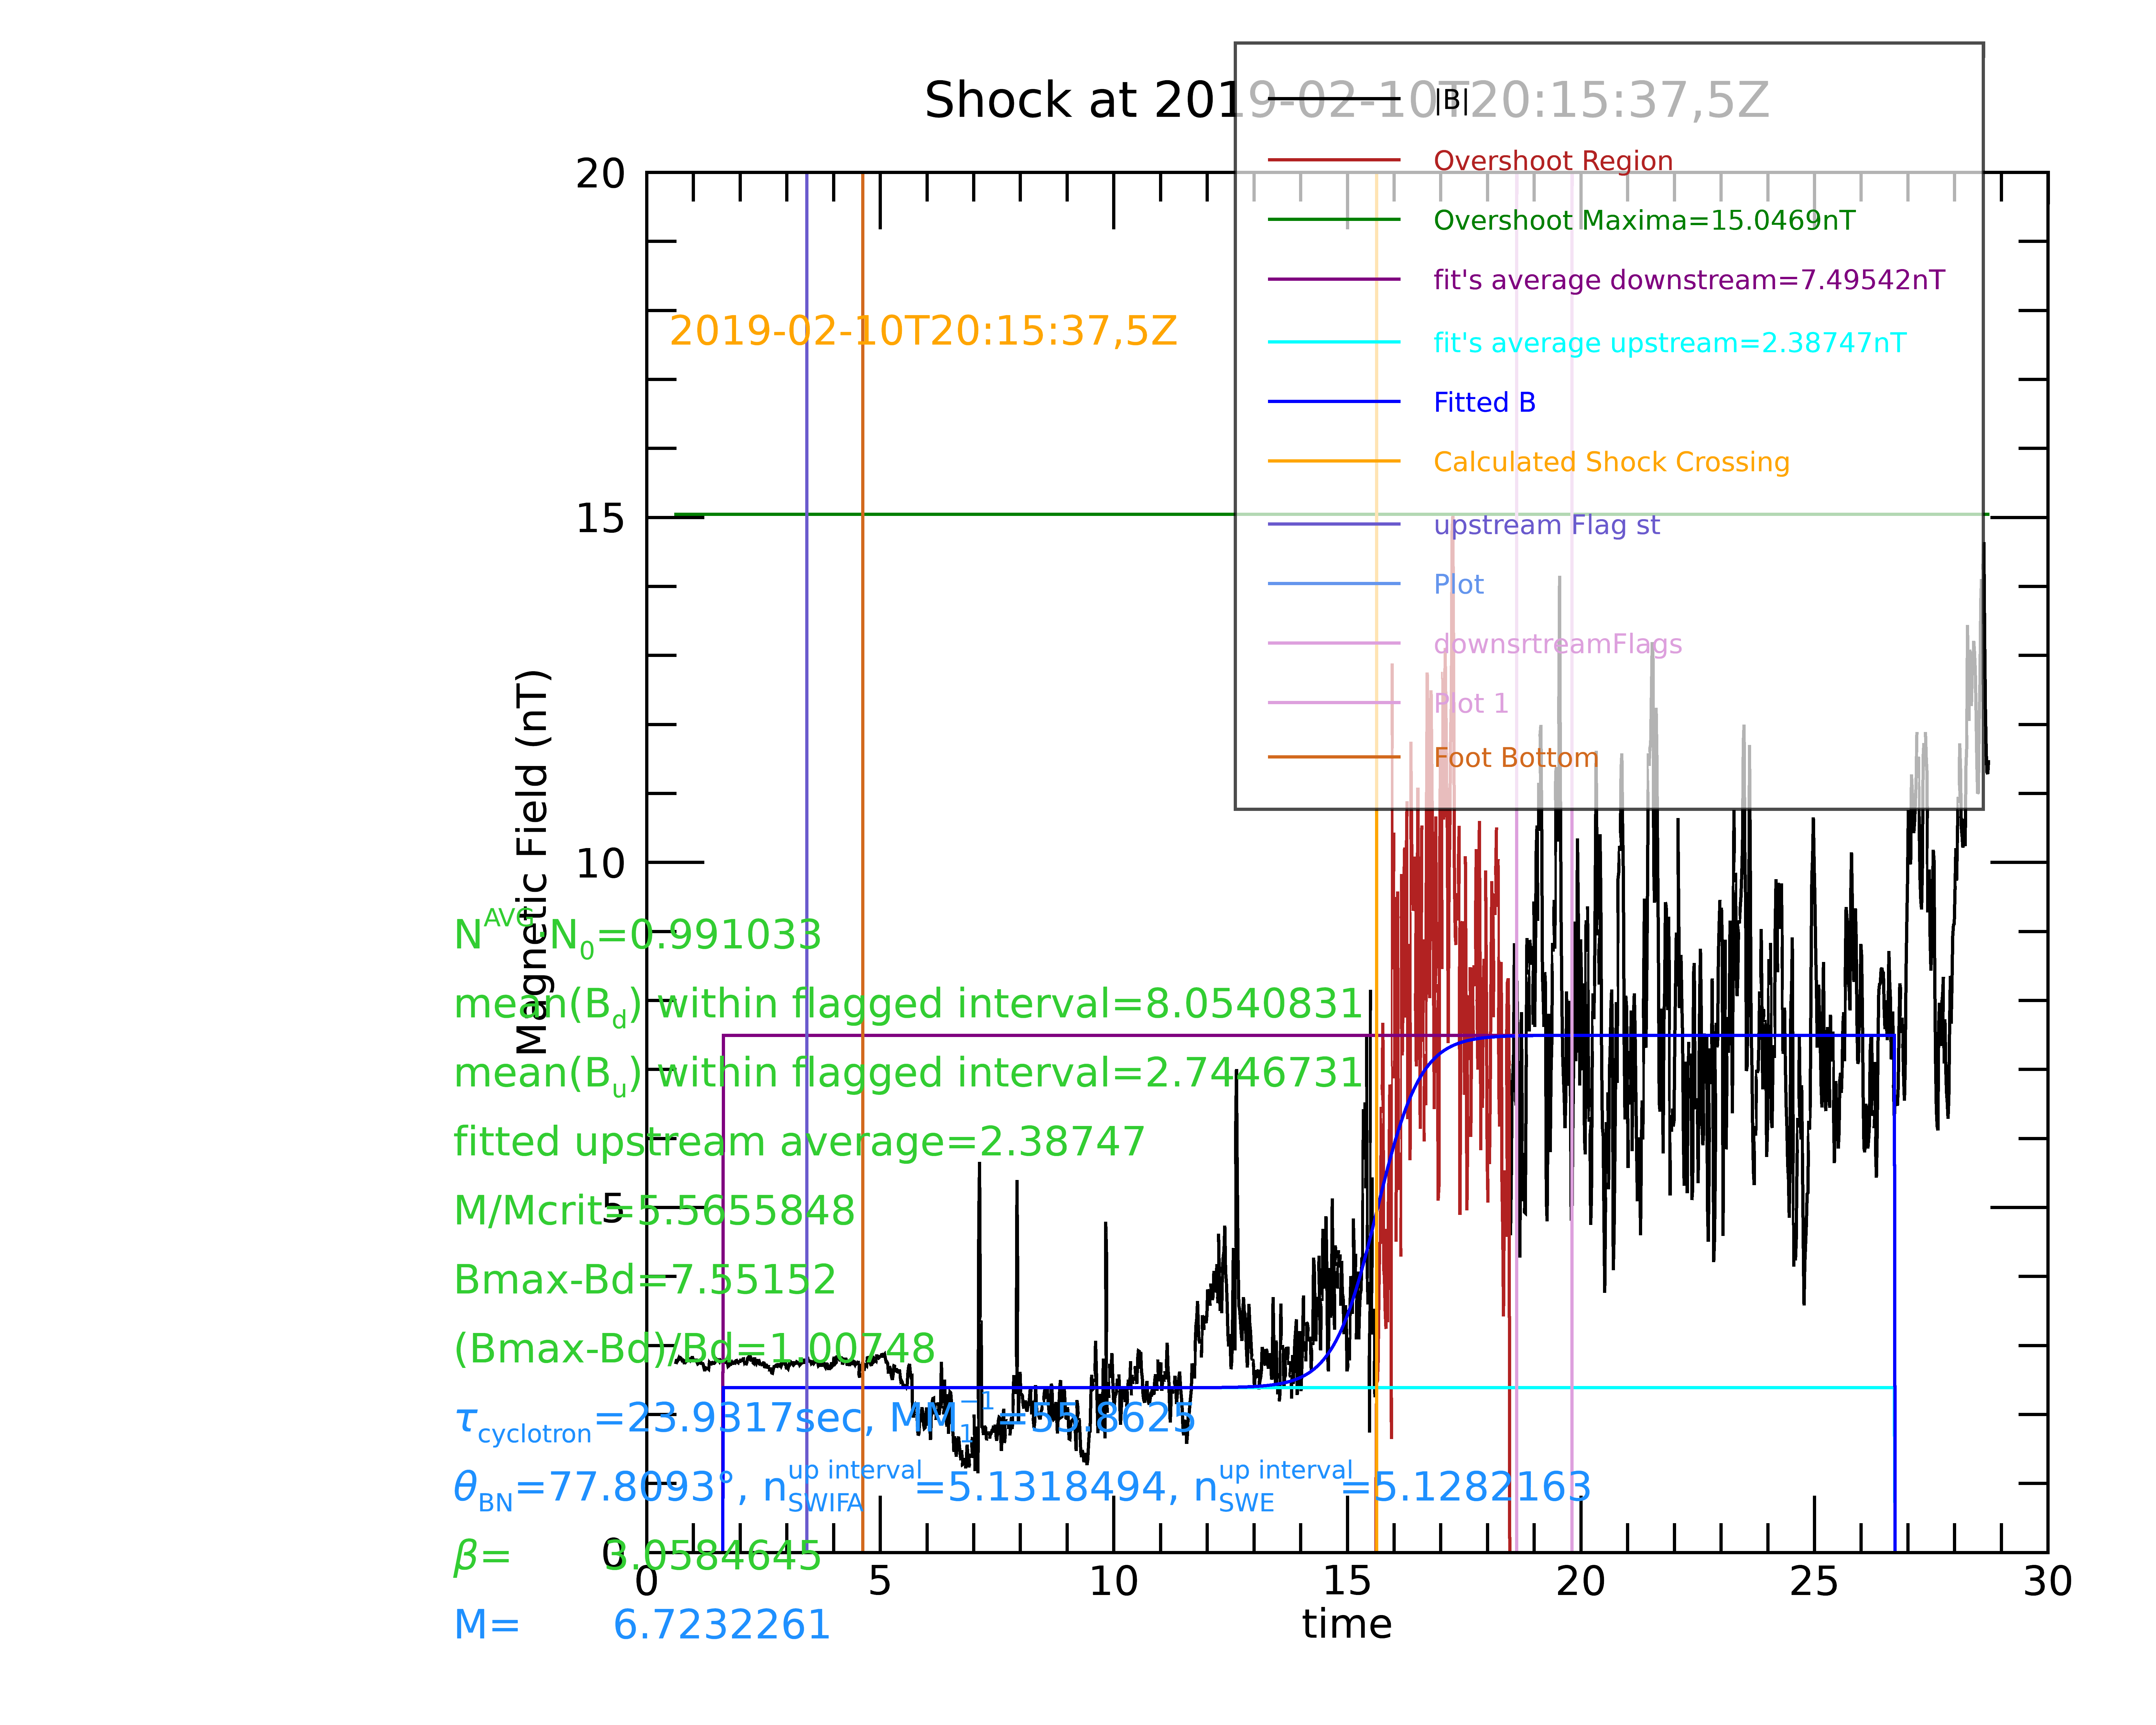 Shock at 2019-02-10T20:15:37,5Z
|B|
Overshoot Region
Overshoot Maxima=15.0469nT
fit's average downstream=7.49542nT
fit's average upstream=2.38747nT
Fitted B
Calculated Shock Crossing
upstream Flag st
Plot
downsrtreamFlags
Plot 1
Foot Bottom
2019-02-10T20:15:37,5Z
20
15
10
5
0
Magnetic Field (nT)
N^AVG·N_0=0.991033
mean(B_d) within flagged interval=8.0540831
mean(B_u) within flagged interval=2.7446731
fitted upstream average=2.38747
M/Mcrit=5.5655848
Bmax-Bd=7.55152
(Bmax-Bd)/Bd=1.00748
τ_cyclotron=23.9317sec, MM_1^−1=55.8625
θ_BN=77.8093°, n_SWIFA^up interval=5.1318494, n_SWE^up interval=5.1282163
β= 3.0584645
M= 6.7232261
0 5 10 15 20 25 30
time